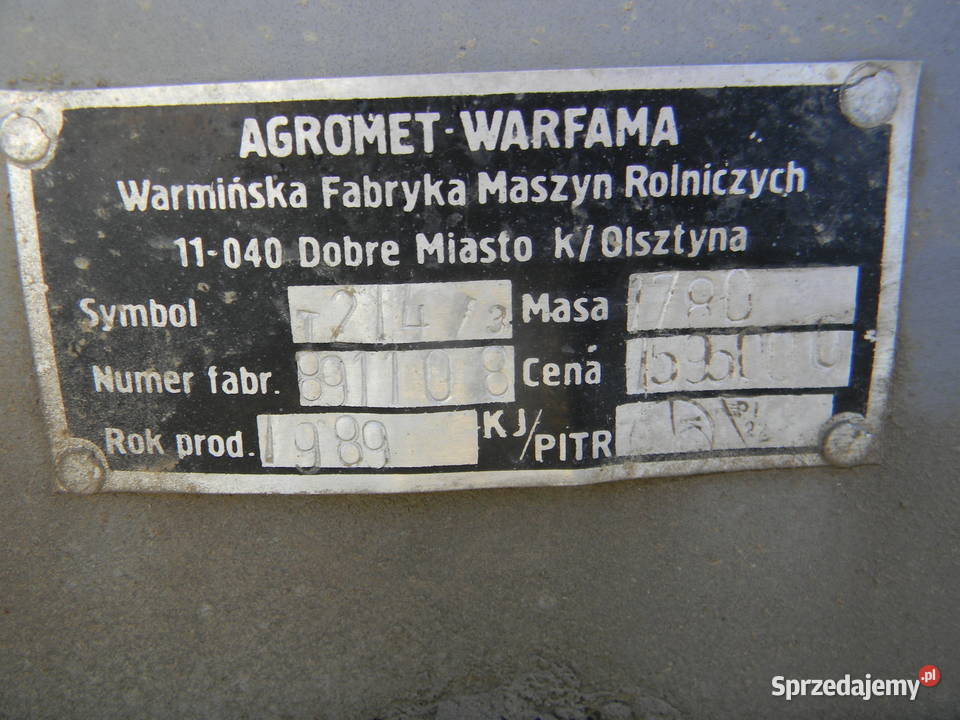 AGROMET-WARFAMA
Warmińska Fabryka Maszyn Rolniczych
11-040 Dobre Miasto k/Olsztyna
Symbol T214/3 Masa 1780
Numer fabr. 891108 Cena
Rok prod. 1989 KJ/PITR
Sprzedajemy.pl